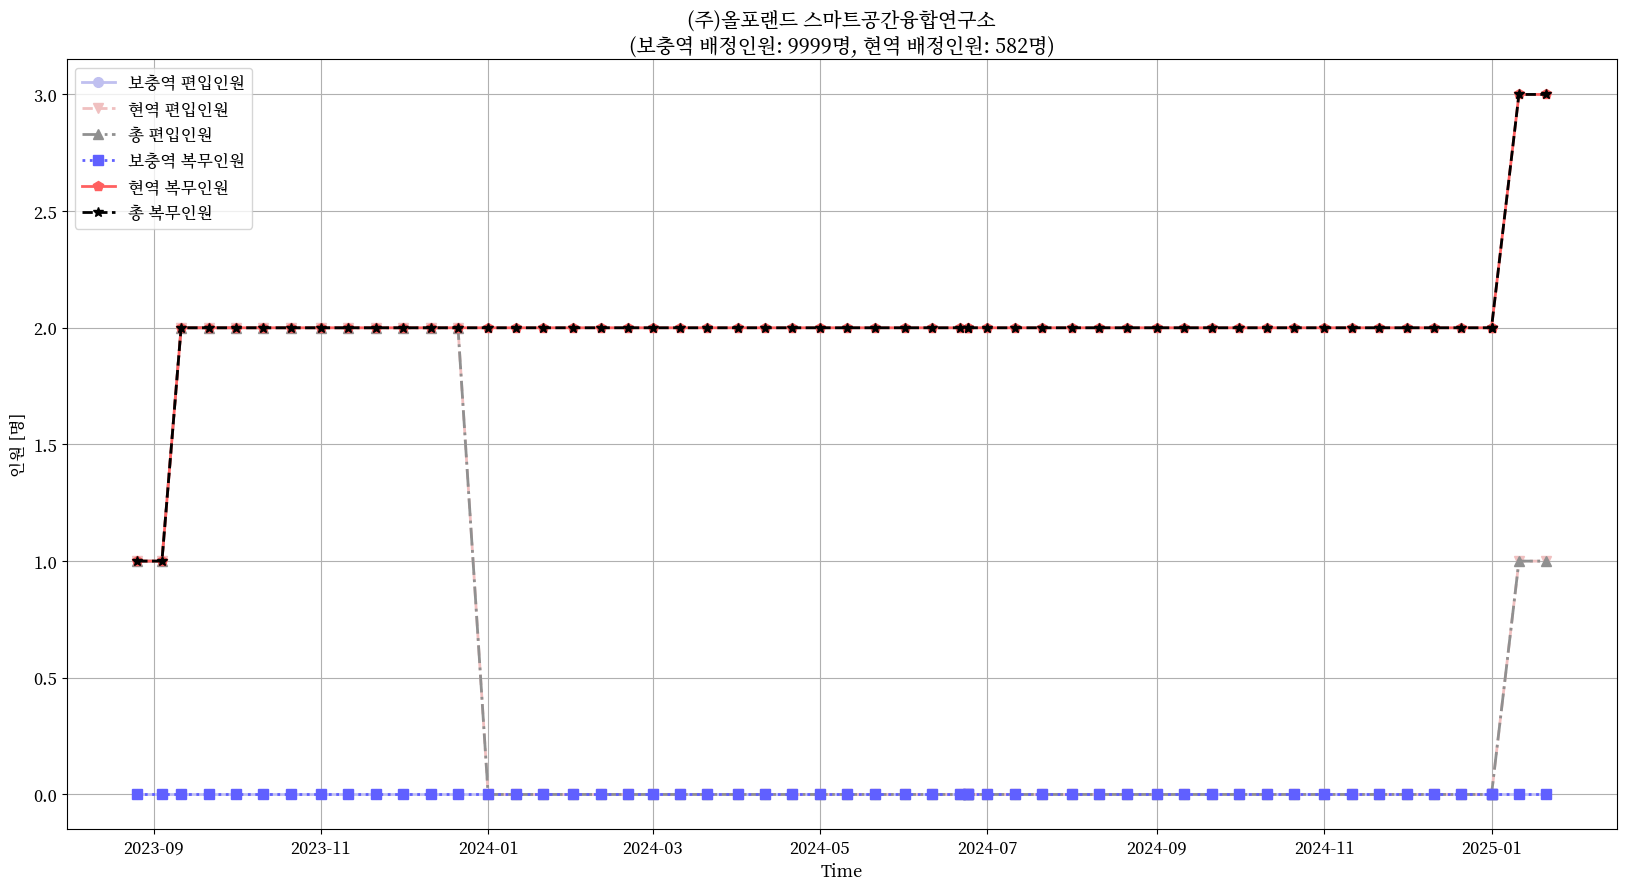 (주)올포랜드 스마트공간융합연구소
(보충역 배정인원: 9999명, 현역 배정인원: 582명)
보충역 편입인원
현역 편입인원
총 편입인원
보충역 복무인원
현역 복무인원
총 복무인원
3.0
2.5
2.0
1.5
1.0
0.5
0.0
인원 [명]
2023-09 2023-11 2024-01 2024-03 2024-05 2024-07 2024-09 2024-11 2025-01
Time